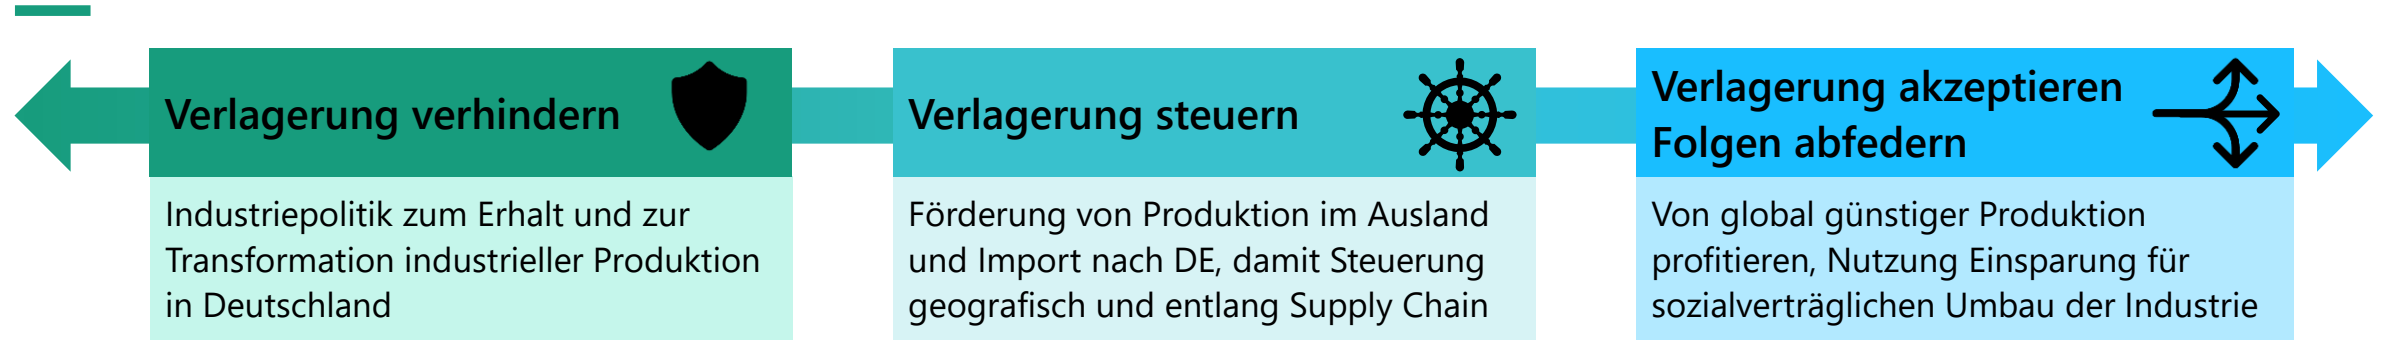 Verlagerung verhindern
Industriepolitik zum Erhalt und zur
Transformation industrieller Produktion
in Deutschland
Verlagerung steuern
Förderung von Produktion im Ausland
und Import nach DE, damit Steuerung
geografisch und entlang Supply Chain
Verlagerung akzeptieren
Folgen abfedern
Von global günstiger Produktion
profitieren, Nutzung Einsparung für
sozialverträglichen Umbau der Industrie